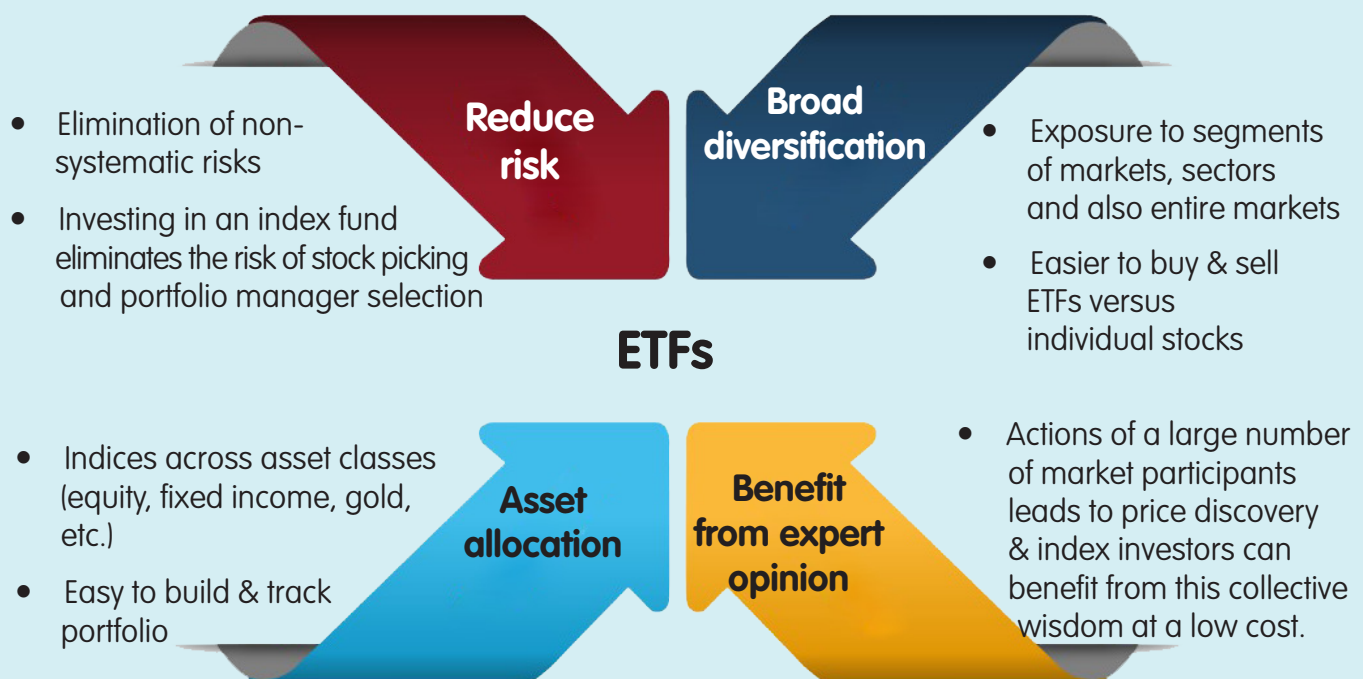 Reduce
risk
• Elimination of non-
systematic risks
• Investing in an index fund
eliminates the risk of stock picking
and portfolio manager selection
Broad
diversification
• Exposure to segments
of markets, sectors
and also entire markets
• Easier to buy & sell
ETFs versus
individual stocks
ETFs
Asset
allocation
• Indices across asset classes
(equity, fixed income, gold,
etc.)
• Easy to build & track
portfolio
Benefit
from expert
opinion
• Actions of a large number
of market participants
leads to price discovery
& index investors can
benefit from this collective
wisdom at a low cost.